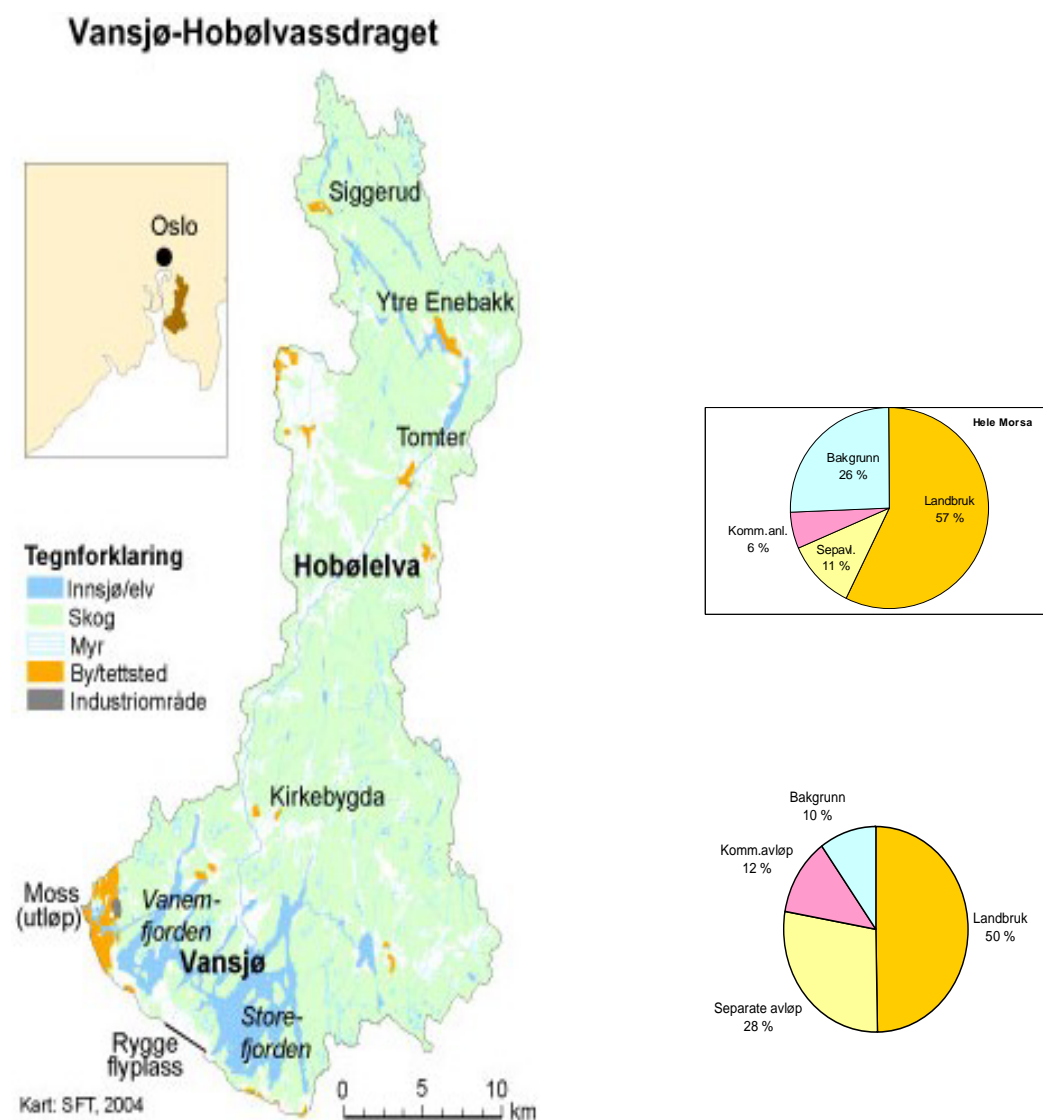 Vansjø-Hobølvassdraget
Oslo
Siggerud
Ytre Enebakk
Tomter
Hobølelva
Tegnforklaring
Innsjø/elv
Skog
Myr
By/tettsted
Industriområde
Kirkebygda
Moss
(utløp)
Vanem-
fjorden
Vansjø
Store-
fjorden
Rygge
flyplass
0 5 10
km
Kart: SFT, 2004
Hele Morsa
Bakgrunn
26 %
Landbruk
57 %
Komm.anl.
6 %
Sepavl.
11 %
Bakgrunn
10 %
Komm.avløp
12 %
Landbruk
50 %
Separate avløp
28 %